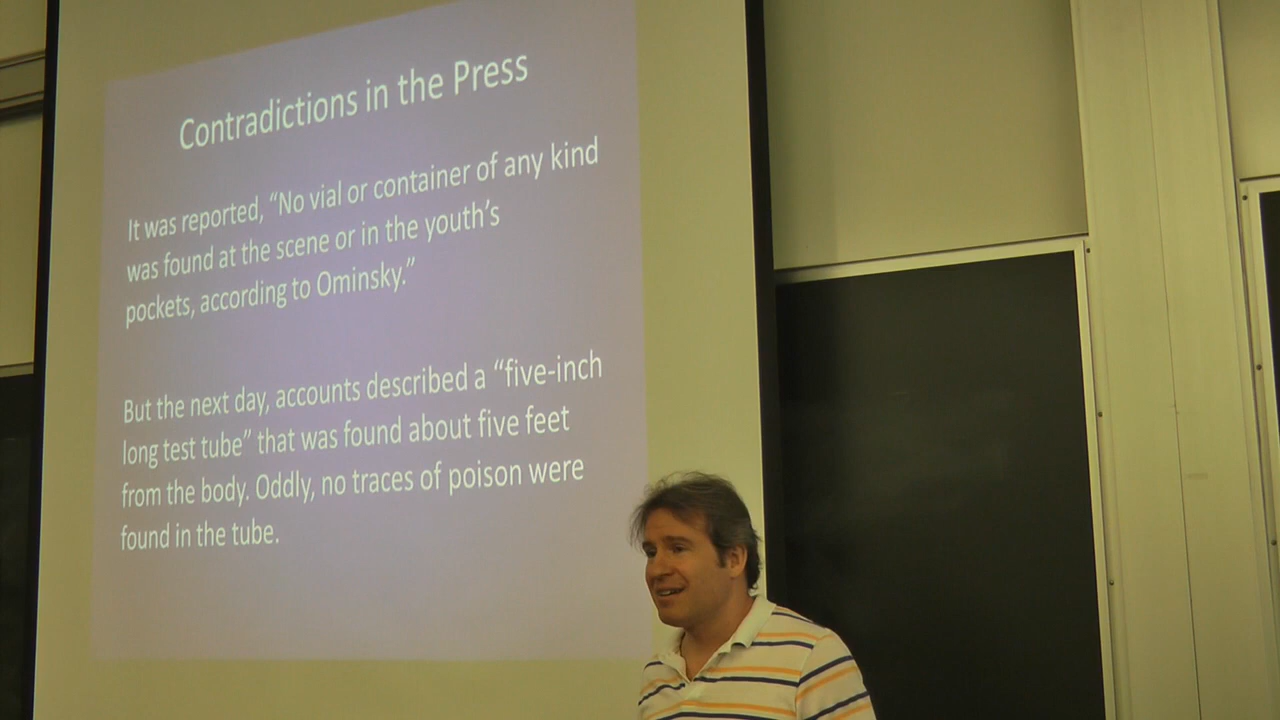 Contradictions in the Press
It was reported, “No vial or container of any kind
was found at the scene or in the youth’s
pockets, according to Ominsky.”
But the next day, accounts described a “five-inch
long test tube” that was found about five feet
from the body. Oddly, no traces of poison were
found in the tube.